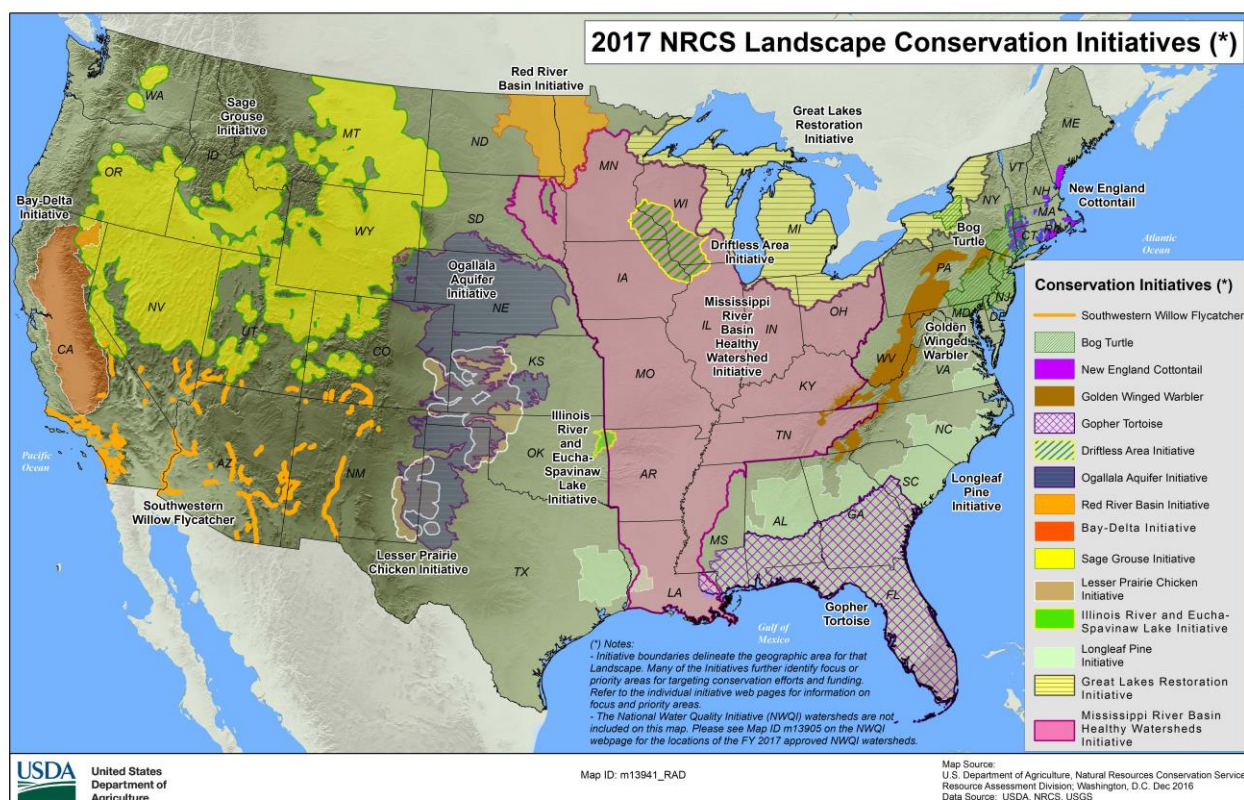 2017 NRCS Landscape Conservation Initiatives (*)
Red River
Basin Initiative
Sage
Grouse
Initiative
Great Lakes
Restoration
Initiative
WA
MT
ND
MN
ME
OR
ID
VT
NH
NY
MA
CT
RI
New England
Cottontail
Bay-Delta
Initiative
SD
WI
WY
MI
Bog
Turtle
Atlantic
Ocean
Driftless Area
Initiative
Ogallala
Aquifer
Initiative
IA
NE
PA
NJ
NV
UT
CO
Mississippi
River
Basin
Healthy
Watershed
Initiative
IL
IN
OH
MD
DE
Golden
Winged
Warbler
WV
VA
CA
KS
MO
KY
Illinois
River
and
Eucha-
Spavinaw
Lake
Initiative
TN
NC
OK
AR
Pacific
Ocean
AZ
NM
SC
Longleaf
Pine
Initiative
Southwestern
Willow Flycatcher
MS
AL
GA
Lesser Prairie
Chicken Initiative
TX
LA
FL
Gopher
Tortoise
Gulf of
Mexico
(*) Notes:
- Initiative boundaries delineate the geographic area for that
Landscape. Many of the Initiatives further identify focus or
priority areas for targeting conservation efforts and funding.
Refer to the individual initiative web pages for information on
focus and priority areas.
- The National Water Quality Initiative (NWQI) watersheds are not
included on this map. Please see Map ID m13905 on the NWQI
webpage for the locations of the FY 2017 approved NWQI watersheds.
Conservation Initiatives (*)
Southwestern Willow Flycatcher
Bog Turtle
New England Cottontail
Golden Winged Warbler
Gopher Tortoise
Driftless Area Initiative
Ogallala Aquifer Initiative
Red River Basin Initiative
Bay-Delta Initiative
Sage Grouse Initiative
Lesser Prairie Chicken
Initiative
Illinois River and Eucha-
Spavinaw Lake Initiative
Longleaf Pine
Initiative
Great Lakes Restoration
Initiative
Mississippi River Basin
Healthy Watersheds
Initiative
USDA
United States
Department of
Agriculture
Map ID: m13941_RAD
Map Source:
U.S. Department of Agriculture, Natural Resources Conservation Service
Resource Assessment Division; Washington, D.C. Dec 2016
Data Source: USDA, NRCS, USGS